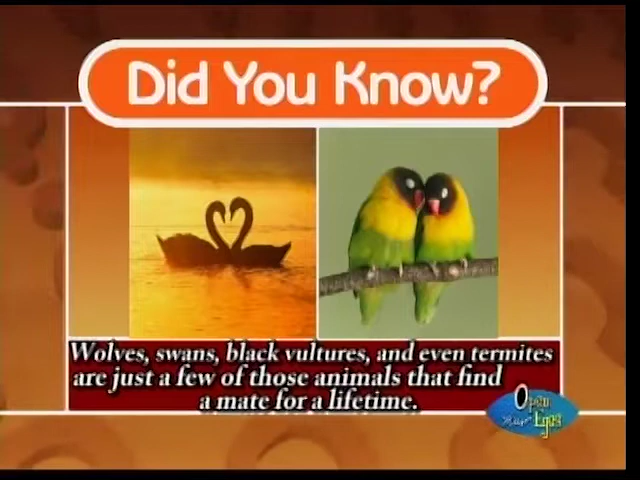 Did You Know?
Wolves, swans, black vultures, and even termites
are just a few of those animals that find
a mate for a lifetime.
Open
Eyes